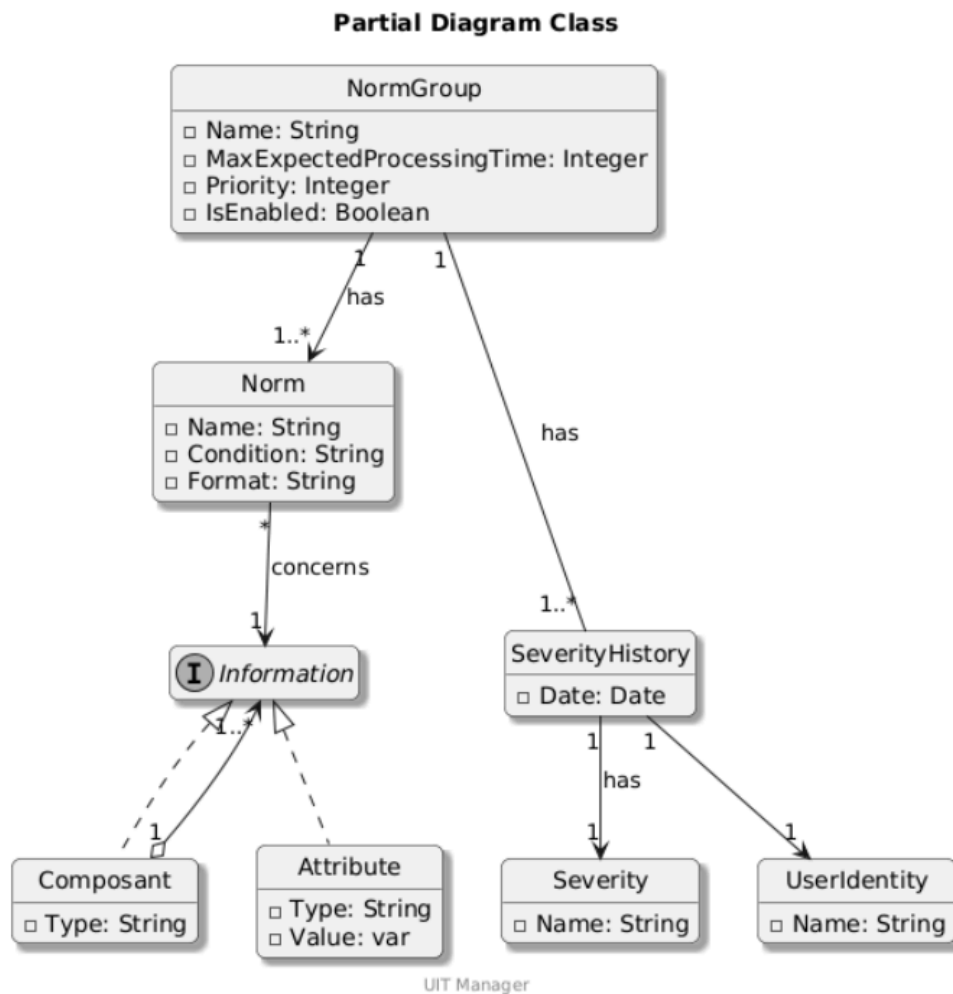 Partial Diagram Class
NormGroup
Name: String
MaxExpectedProcessingTime: Integer
Priority: Integer
IsEnabled: Boolean
1
1
has
1..*
Norm
Name: String
Condition: String
Format: String
has
*
concerns
1
1..*
I Information
SeverityHistory
Date: Date
1..*
1
1
has
1
1
1
Composant
Type: String
Attribute
Type: String
Value: var
Severity
Name: String
UserIdentity
Name: String
UIT Manager